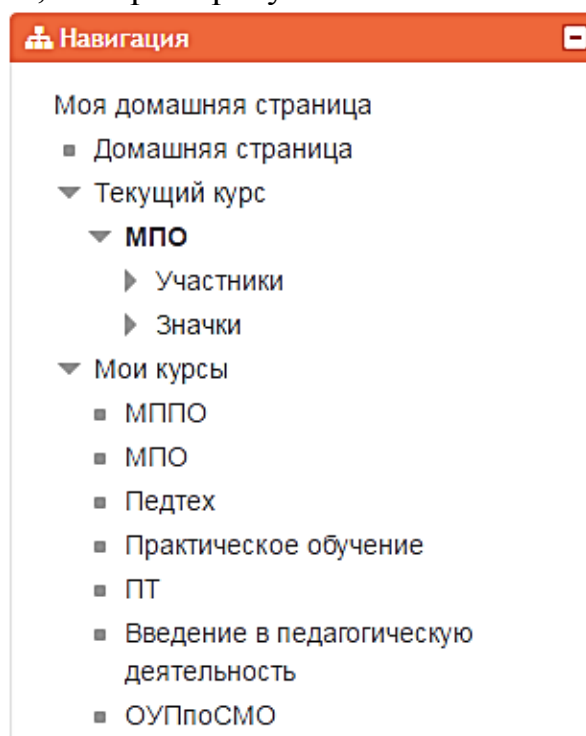 Навигация
Моя домашняя страница
Домашняя страница
Текущий курс
МПО
Участники
Значки
Мои курсы
МППО
МПО
Педтех
Практическое обучение
ПТ
Введение в педагогическую
деятельность
ОУПпоСМО